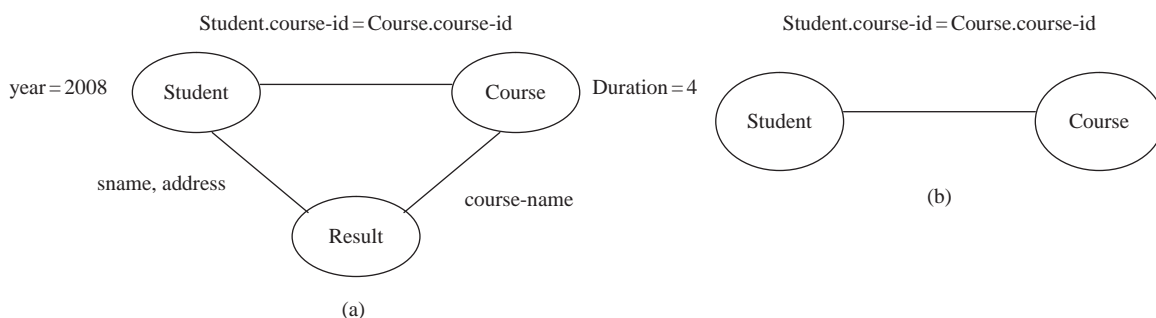 Student.course-id = Course.course-id
year = 2008
Student
Course
Duration = 4
sname, address
course-name
Result
(a)
Student.course-id = Course.course-id
Student
Course
(b)